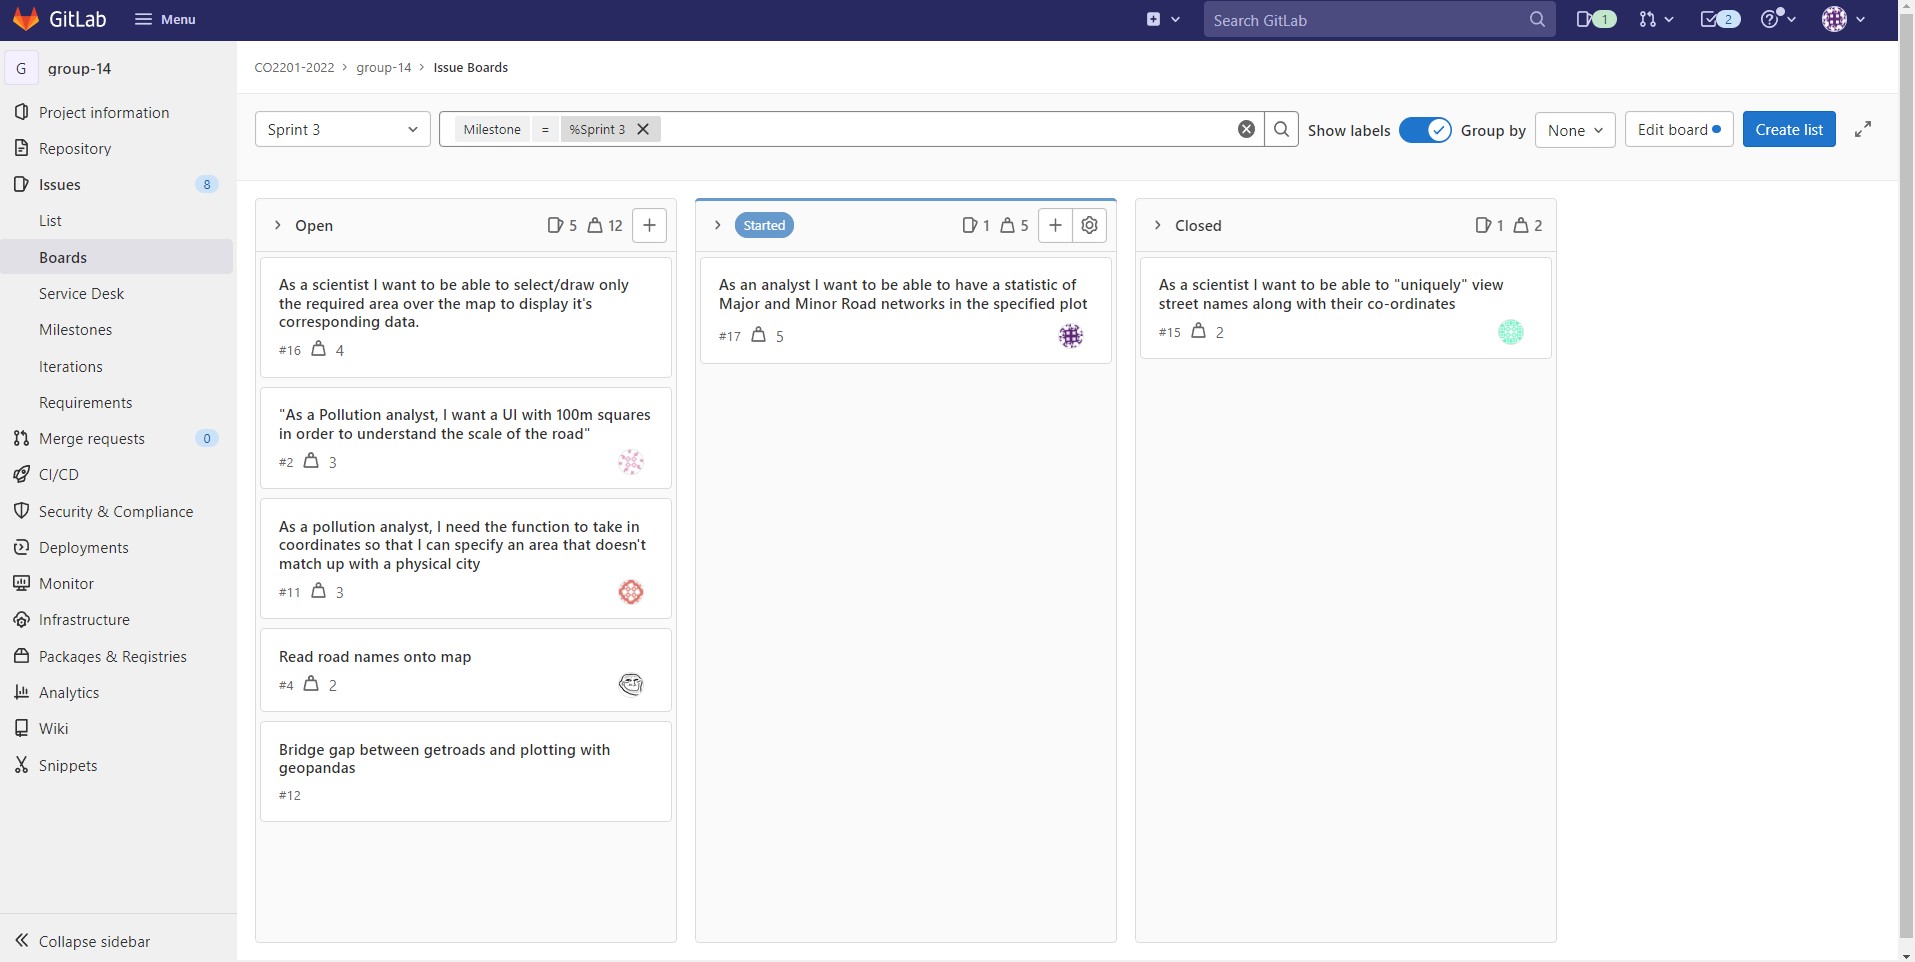 GitLab
Menu
Search GitLab
1
2
G
group-14
CO2201-2022 > group-14 > Issue Boards
Project information
Repository
Issues 8
List
Boards
Service Desk
Milestones
Iterations
Requirements
Merge requests 0
CI/CD
Security & Compliance
Deployments
Monitor
Infrastructure
Packages & Registries
Analytics
Wiki
Snippets
Collapse sidebar
Sprint 3
Milestone = %Sprint 3
Show labels
Group by
None
Edit board
Create list
Open 5 12
As a scientist I want to be able to select/draw only
the required area over the map to display it's
corresponding data.
#16 4
"As a Pollution analyst, I want a UI with 100m squares
in order to understand the scale of the road"
#2 3
As a pollution analyst, I need the function to take in
coordinates so that I can specify an area that doesn't
match up with a physical city
#11 3
Read road names onto map
#4 2
Bridge gap between getroads and plotting with
geopandas
#12
Started 1 5
As an analyst I want to be able to have a statistic of
Major and Minor Road networks in the specified plot
#17 5
Closed 1 2
As a scientist I want to be able to "uniquely" view
street names along with their co-ordinates
#15 2